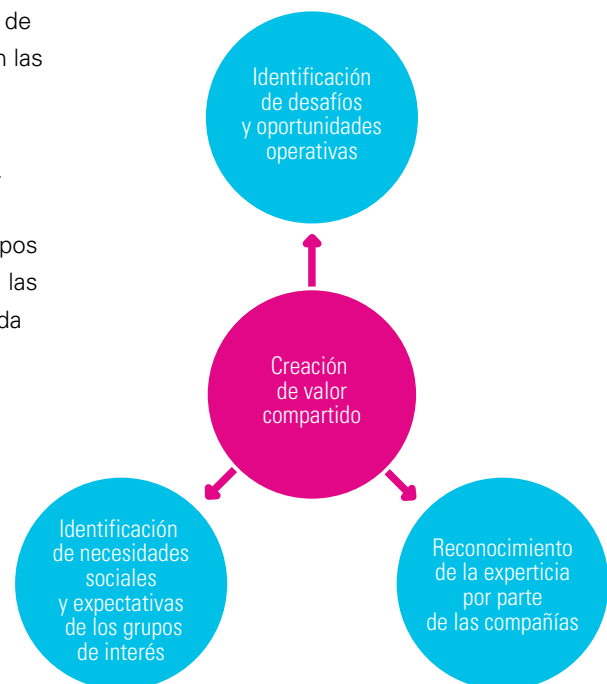 de
las
pos
las
da
Identificación
de desafíos
y oportunidades
operativas
Creación
de valor
compartido
Identificación
de necesidades
sociales
y expectativas
de los grupos
de interés
Reconocimiento
de la experticia
por parte
de las compañías